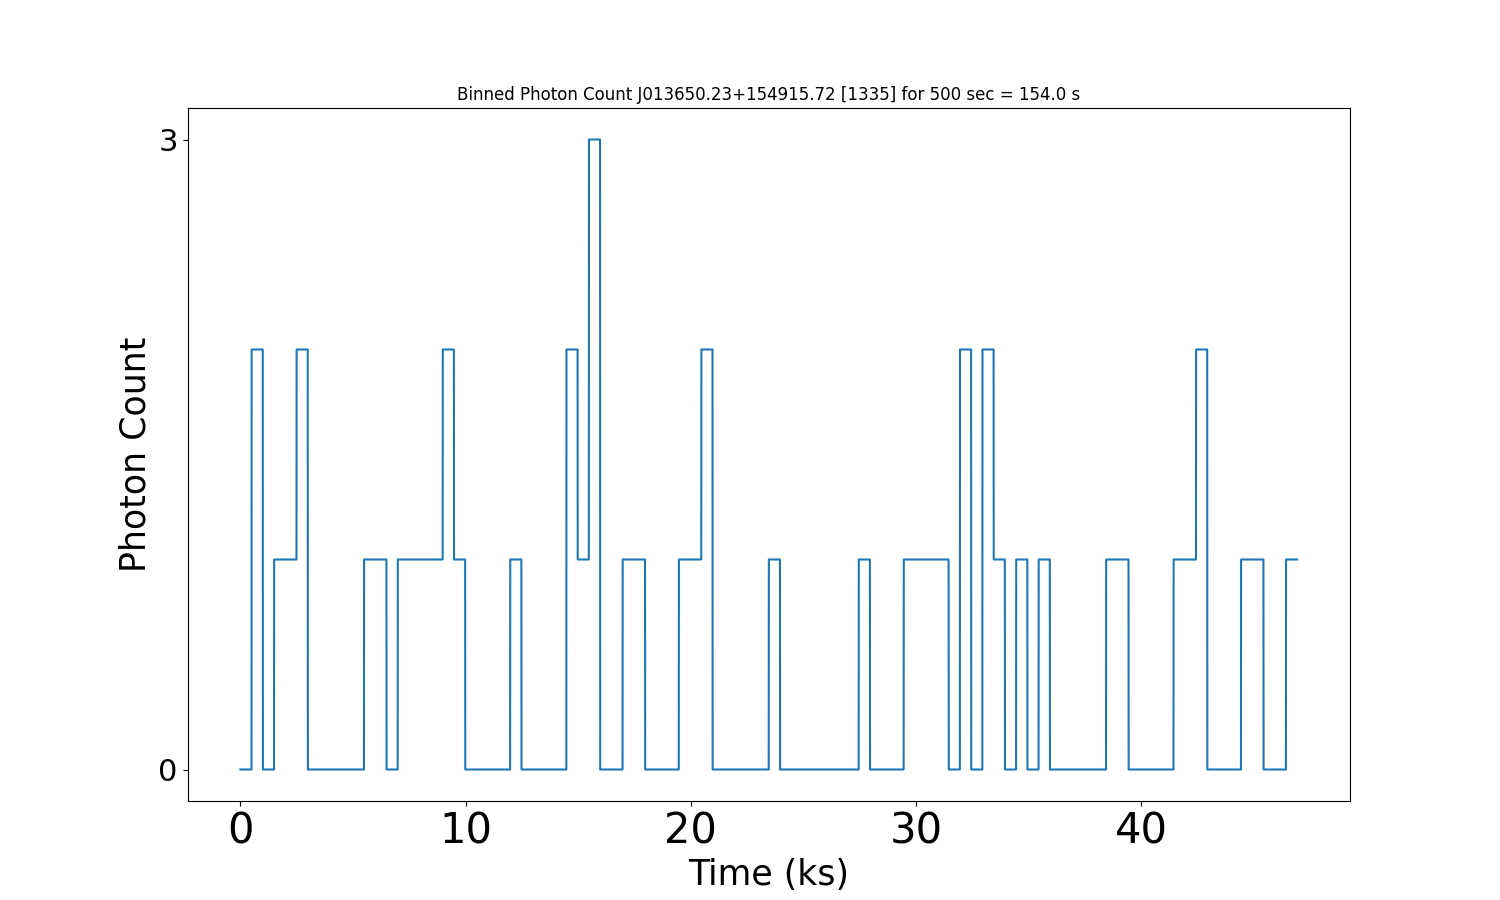 Binned Photon Count J013650.23+154915.72 [1335] for 500 sec = 154.0 s
3
0
Photon Count
0 10 20 30 40
Time (ks)